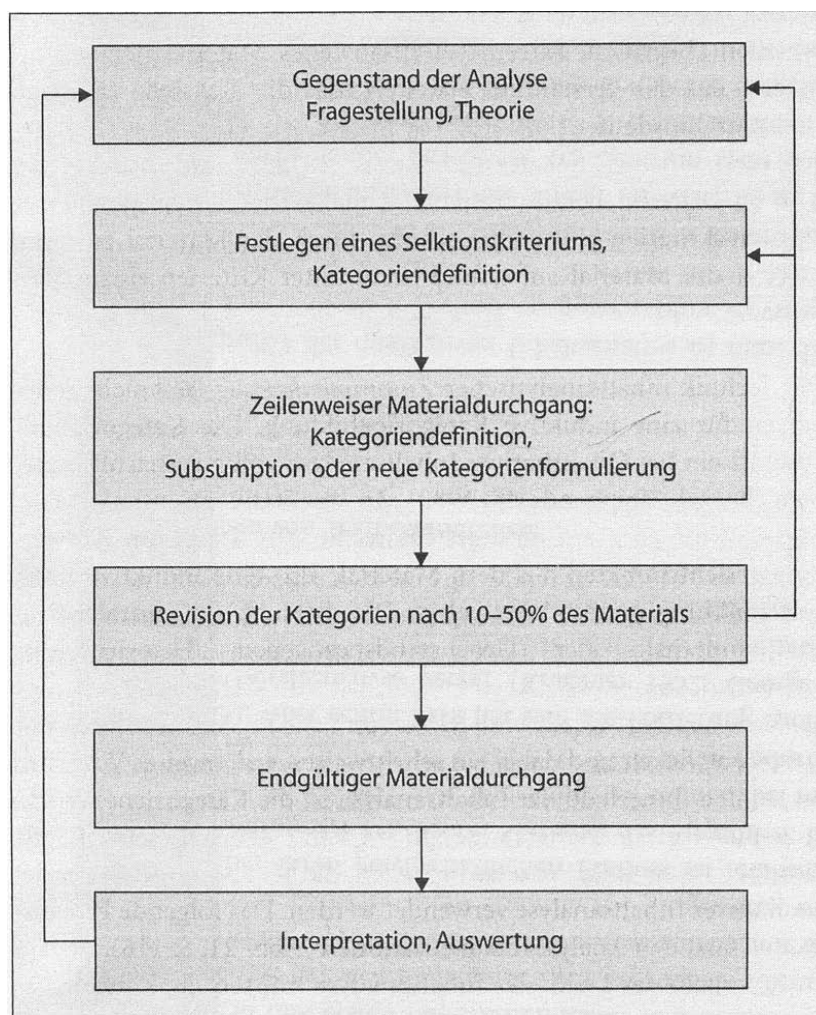 Gegenstand der Analyse
Fragestellung, Theorie
Festlegen eines Selktionskriteriums,
Kategoriendefinition
Zeilenweiser Materialdurchgang:
Kategoriendefinition,
Subsumption oder neue Kategorienformulierung
Revision der Kategorien nach 10–50% des Materials
Endgültiger Materialdurchgang
Interpretation, Auswertung